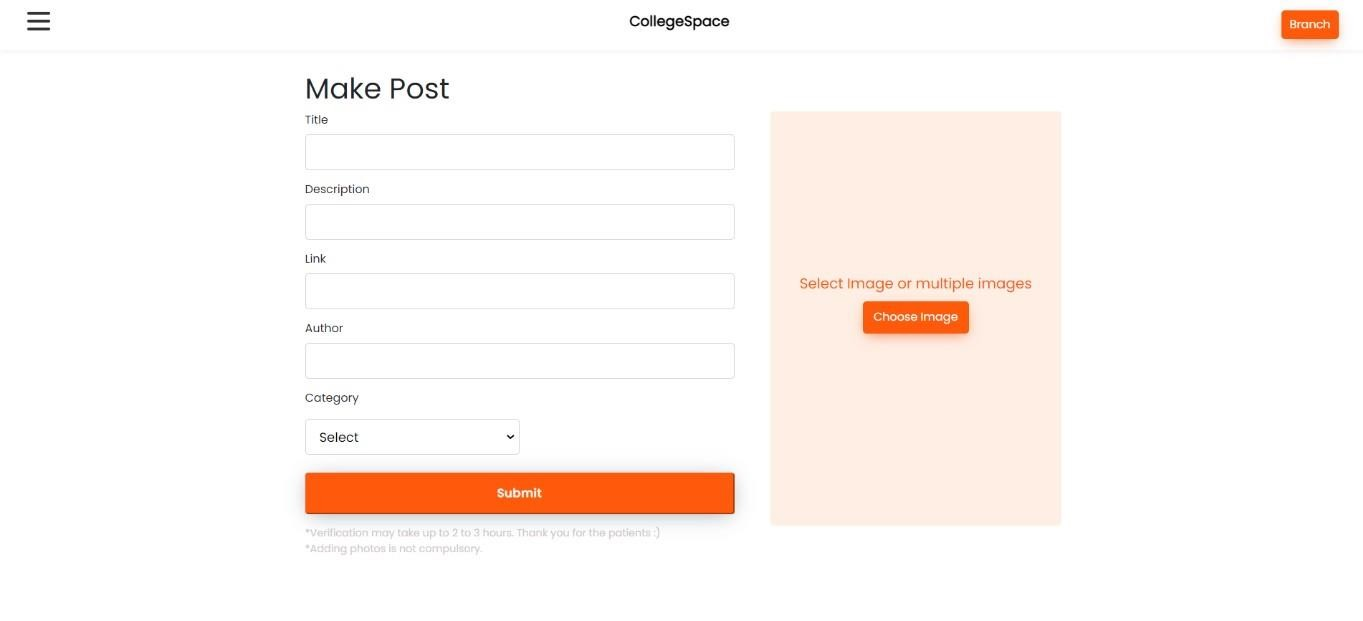 CollegeSpace
Branch
Make Post
Title
Description
Link
Author
Category
Select
Submit
*Verification may take up to 2 to 3 hours. Thank you for the patients :)
*Adding photos is not compulsory.
Select Image or multiple images
Choose Image